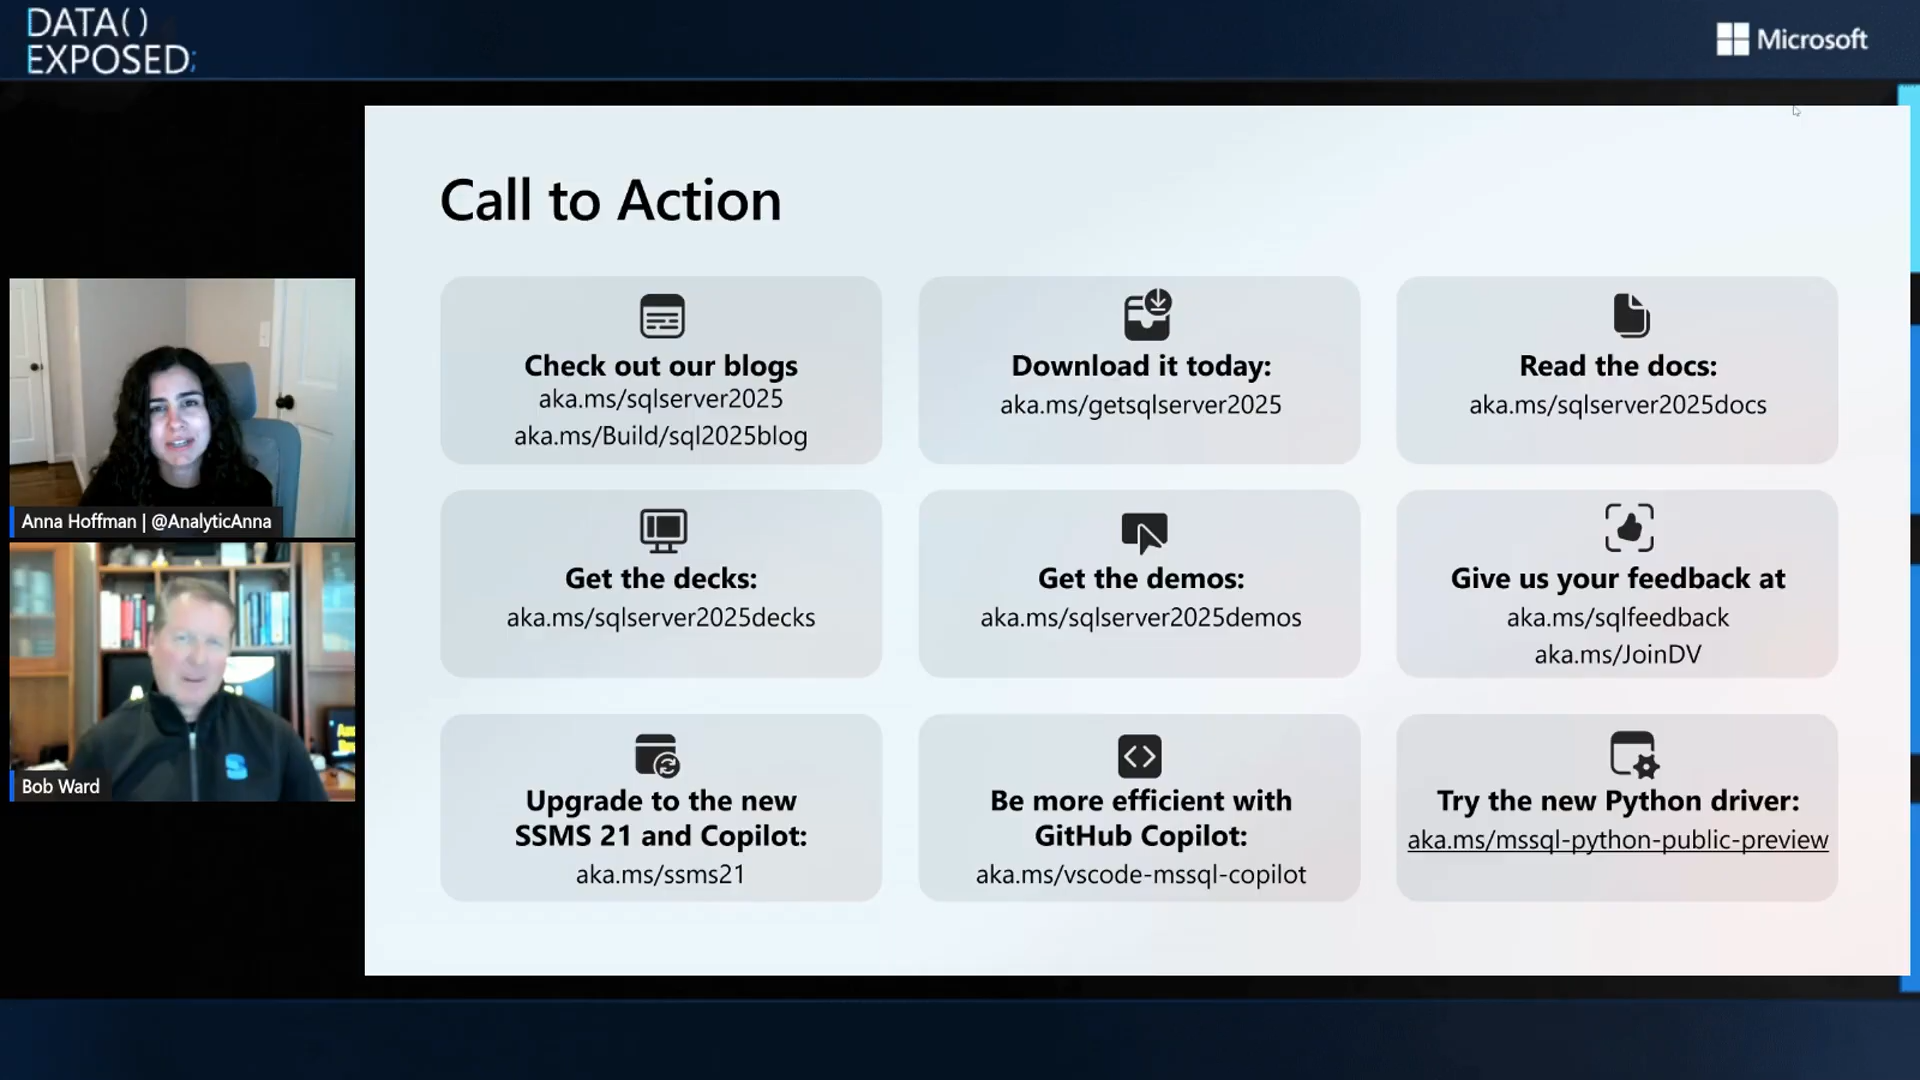 DATA()
EXPOSED;
Microsoft
Call to Action
Check out our blogs
aka.ms/sqlserver2025
aka.ms/Build/sql2025blog
Download it today:
aka.ms/getsqlserver2025
Read the docs:
aka.ms/sqlserver2025docs
Get the decks:
aka.ms/sqlserver2025decks
Get the demos:
aka.ms/sqlserver2025demos
Give us your feedback at
aka.ms/sqlfeedback
aka.ms/JoinDV
Upgrade to the new
SSMS 21 and Copilot:
aka.ms/ssms21
Be more efficient with
GitHub Copilot:
aka.ms/vscode-mssql-copilot
Try the new Python driver:
aka.ms/mssql-python-public-preview
Anna Hoffman | @AnalyticAnna
Bob Ward